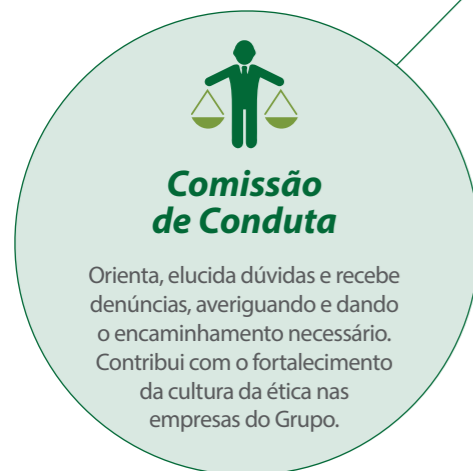 Comissão
de Conduta
Orienta, elucida dúvidas e recebe
denúncias, averiguando e dando
o encaminhamento necessário.
Contribui com o fortalecimento
da cultura da ética nas
empresas do Grupo.